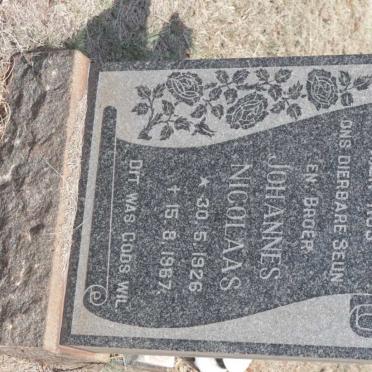 ONS DIERBARE SEUN
EN BROER
JOHANNES
NICOLAAS
★ 30.5.1926
✝ 15.8.1967.
DIT WAS GODS WIL